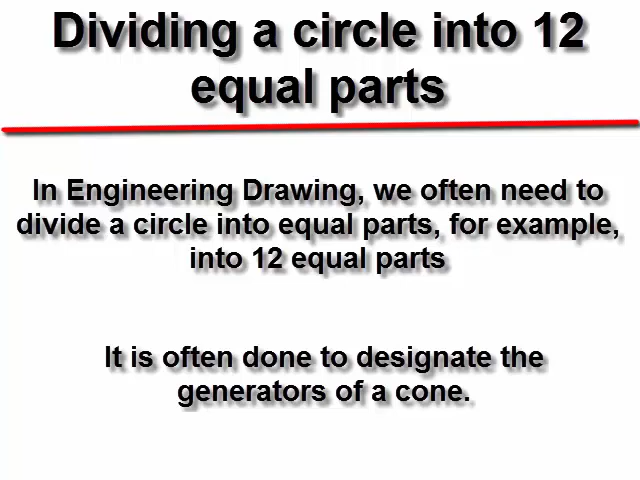 Dividing a circle into 12
equal parts
In Engineering Drawing, we often need to
divide a circle into equal parts, for example,
into 12 equal parts
It is often done to designate the
generators of a cone.